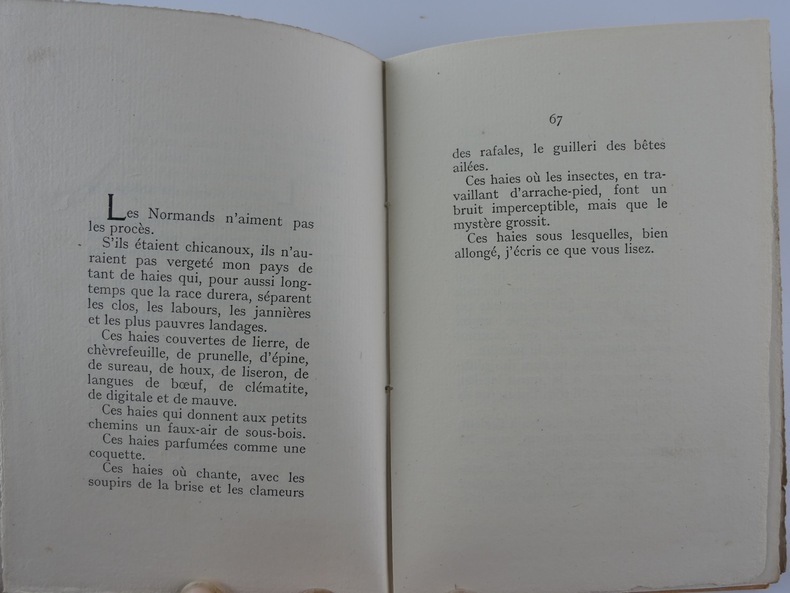 Les Normands n'aiment pas
les procès.
S'ils étaient chicanoux, ils n'au-
raient pas vergeté mon pays de
tant de haies qui, pour aussi long-
temps que la race durera, séparent
les clos, les labours, les jannières
et les plus pauvres landages.
Ces haies couvertes de lierre, de
chèvrefeuille, de prunelle, d'épine,
de sureau, de houx, de liseron, de
langues de bœuf, de clématite,
de digitale et de mauve.
Ces haies qui donnent aux petits
chemins un faux-air de sous-bois.
Ces haies parfumées comme une
coquette.
Ces haies où chante, avec les
soupirs de la brise et les clameurs
67
des rafales, le guilleri des bêtes
ailées.
Ces haies où les insectes, en tra-
vaillant d'arrache-pied, font un
bruit imperceptible, mais que le
mystère grossit.
Ces haies sous lesquelles, bien
allongé, j'écris ce que vous lisez.